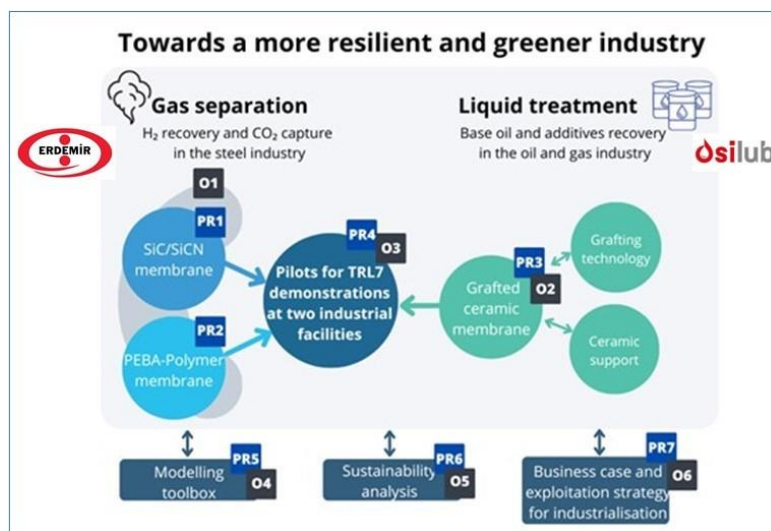 Towards a more resilient and greener industry
Gas separation
H₂ recovery and CO₂ capture
in the steel industry
Liquid treatment
Base oil and additives recovery
in the oil and gas industry
ERDEMİR
Osilub
O1
PR1
SiC/SiCN
membrane
PR2
PEBA-Polymer
membrane
PR4
O3
Pilots for TRL7
demonstrations
at two industrial
facilities
PR3
O2
Grafted
ceramic
membrane
Grafting
technology
Ceramic
support
PR5
O4
Modelling
toolbox
PR6
O5
Sustainability
analysis
PR7
O6
Business case and
exploitation strategy
for industrialisation